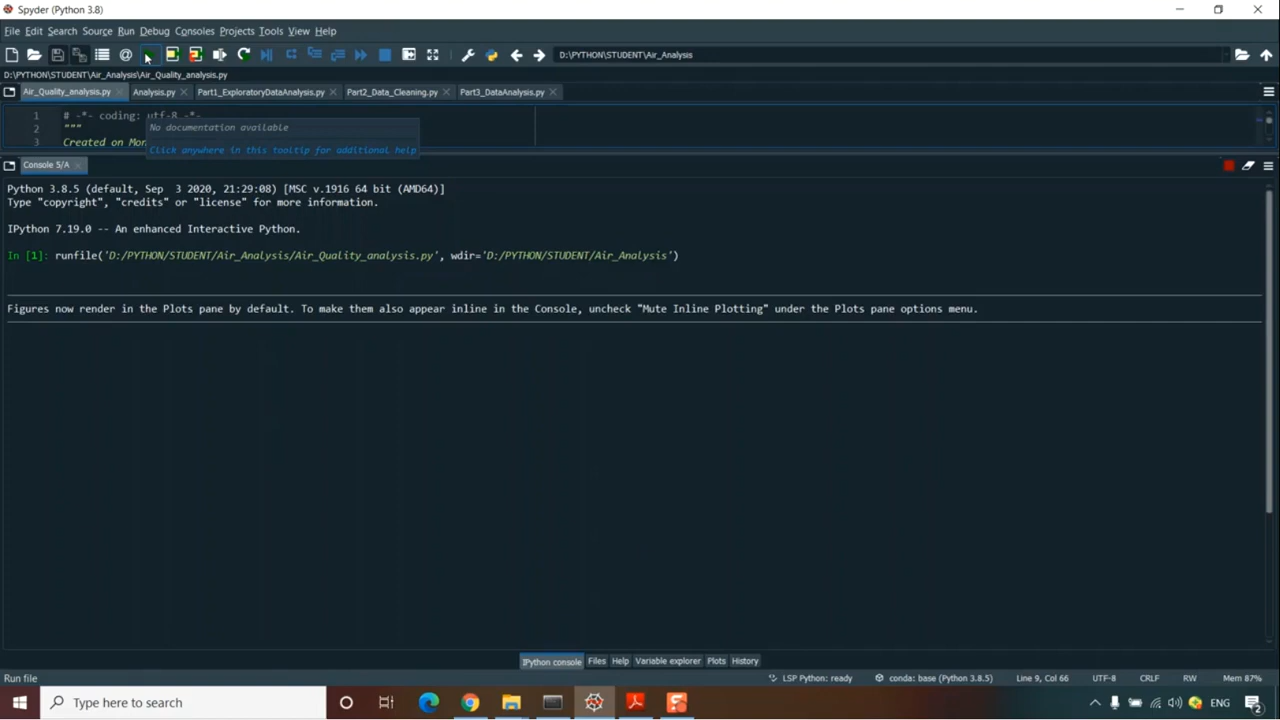 Spyder (Python 3.8)
File Edit Search Source Run Debug Consoles Projects Tools View Help
D:\PYTHON\STUDENT\Air_Analysis
D:\PYTHON\STUDENT\Air_Analysis\Air_Quality_analysis.py
Air_Quality_analysis.py Analysis.py Part1_ExploratoryDataAnalysis.py Part2_Data_Cleaning.py Part3_DataAnalysis.py
1 # -*- coding: utf-8 -*-
2 """
3 Created on Mon
No documentation available
Click anywhere in this tooltip for additional help
Console 5/A
Python 3.8.5 (default, Sep 3 2020, 21:29:08) [MSC v.1916 64 bit (AMD64)]
Type "copyright", "credits" or "license" for more information.
IPython 7.19.0 -- An enhanced Interactive Python.
In [1]: runfile('D:/PYTHON/STUDENT/Air_Analysis/Air_Quality_analysis.py', wdir='D:/PYTHON/STUDENT/Air_Analysis')
Figures now render in the Plots pane by default. To make them also appear inline in the Console, uncheck "Mute Inline Plotting" under the Plots pane options menu.
IPython console Files Help Variable explorer Plots History
Run file LSP Python: ready conda: base (Python 3.8.5) Line 9, Col 66 UTF-8 CRLF RW Mem 87%
Type here to search ENG 2